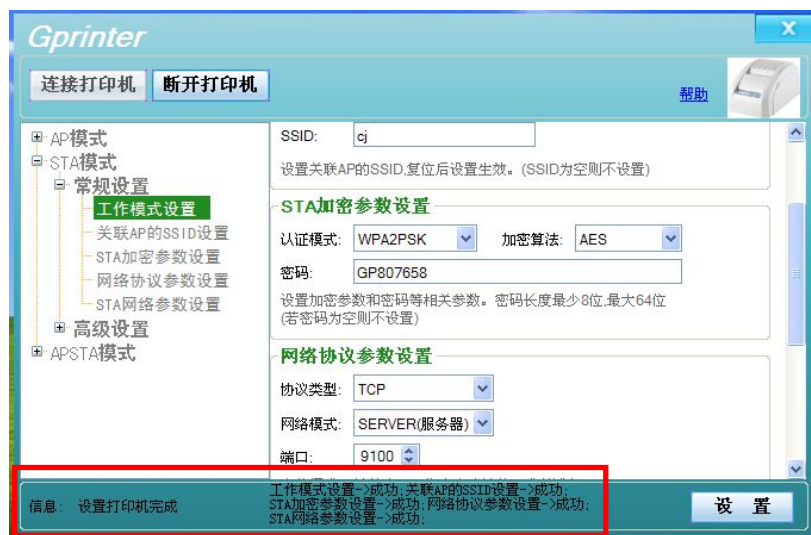 Gprinter
X
连接打印机 断开打印机
帮助
AP模式
STA模式
常规设置
工作模式设置
关联AP的SSID设置
STA加密参数设置
网络协议参数设置
STA网络参数设置
高级设置
APSTA模式
SSID: cj
设置关联AP的SSID,复位后设置生效。(SSID为空则不设置)
STA加密参数设置
认证模式: WPA2PSK 加密算法: AES
密码: GP807658
设置加密参数和密码等相关参数。密码长度最少8位,最大64位
(若密码为空则不设置)
网络协议参数设置
协议类型: TCP
网络模式: SERVER(服务器)
端口: 9100
信息: 设置打印机完成
工作模式设置->成功;关联AP的SSID设置->成功;
STA加密参数设置->成功;网络协议参数设置->成功;
STA网络参数设置->成功;
设 置